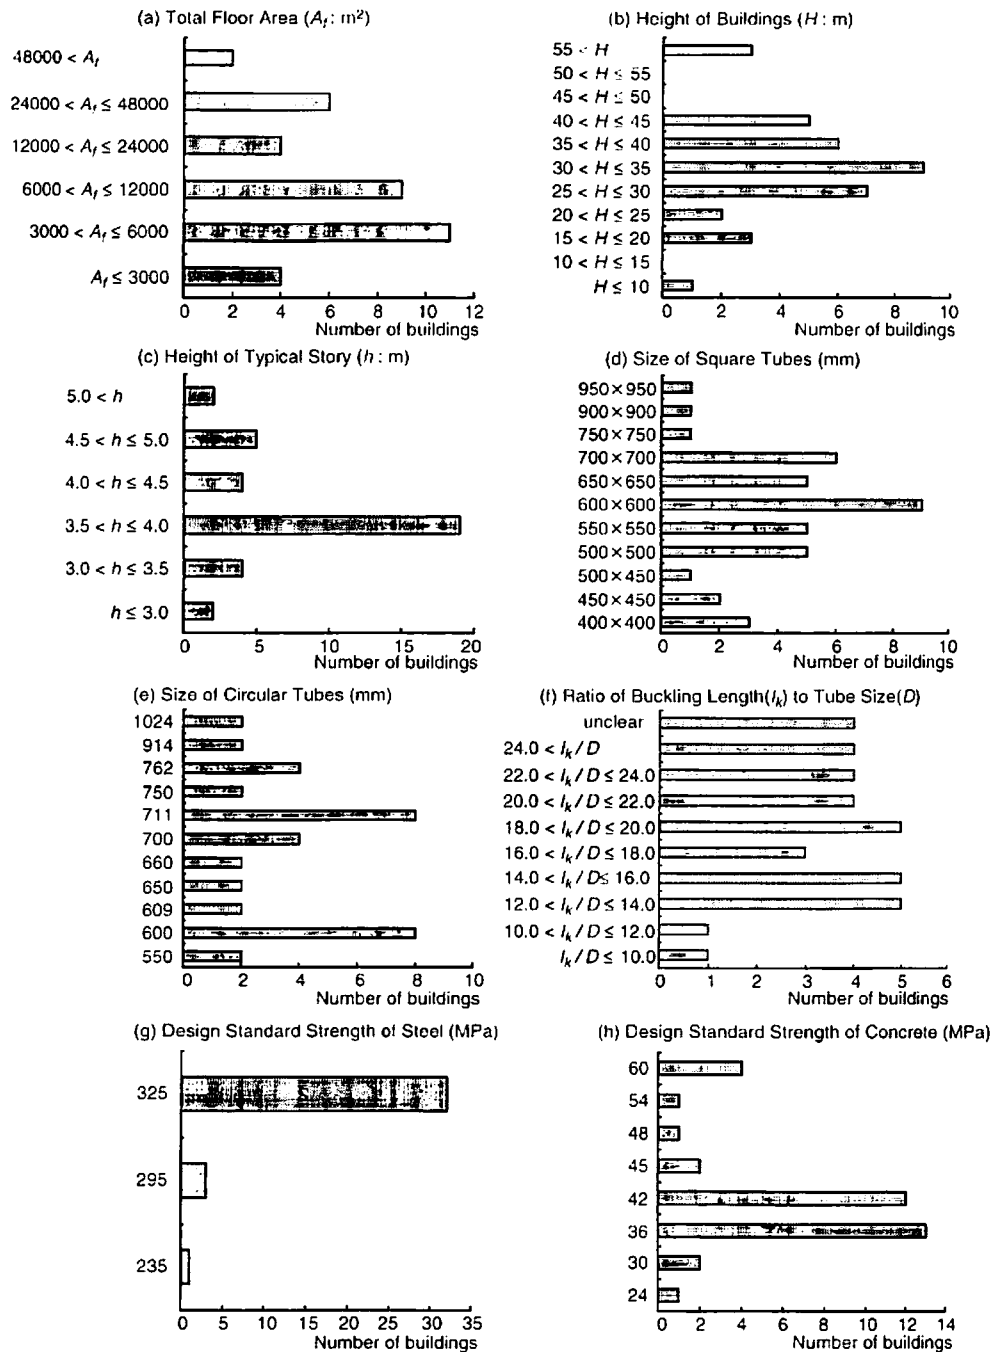 (a) Total Floor Area (A_f : m²)
48000 < A_f
24000 < A_f ≤ 48000
12000 < A_f ≤ 24000
6000 < A_f ≤ 12000
3000 < A_f ≤ 6000
A_f ≤ 3000
0 2 4 6 8 10 12
Number of buildings
(b) Height of Buildings (H : m)
55 < H
50 < H ≤ 55
45 < H ≤ 50
40 < H ≤ 45
35 < H ≤ 40
30 < H ≤ 35
25 < H ≤ 30
20 < H ≤ 25
15 < H ≤ 20
10 < H ≤ 15
H ≤ 10
0 2 4 6 8 10
Number of buildings
(c) Height of Typical Story (h : m)
5.0 < h
4.5 < h ≤ 5.0
4.0 < h ≤ 4.5
3.5 < h ≤ 4.0
3.0 < h ≤ 3.5
h ≤ 3.0
0 5 10 15 20
Number of buildings
(d) Size of Square Tubes (mm)
950×950
900×900
750×750
700×700
650×650
600×600
550×550
500×500
500×450
450×450
400×400
0 2 4 6 8 10
Number of buildings
(e) Size of Circular Tubes (mm)
1024
914
762
750
711
700
660
650
609
600
550
0 2 4 6 8 10
Number of buildings
(f) Ratio of Buckling Length(l_k) to Tube Size(D)
unclear
24.0 < l_k / D
22.0 < l_k / D ≤ 24.0
20.0 < l_k / D ≤ 22.0
18.0 < l_k / D ≤ 20.0
16.0 < l_k / D ≤ 18.0
14.0 < l_k / D ≤ 16.0
12.0 < l_k / D ≤ 14.0
10.0 < l_k / D ≤ 12.0
l_k / D ≤ 10.0
0 1 2 3 4 5 6
Number of buildings
(g) Design Standard Strength of Steel (MPa)
325
295
235
0 5 10 15 20 25 30 35
Number of buildings
(h) Design Standard Strength of Concrete (MPa)
60
54
48
45
42
36
30
24
0 2 4 6 8 10 12 14
Number of buildings